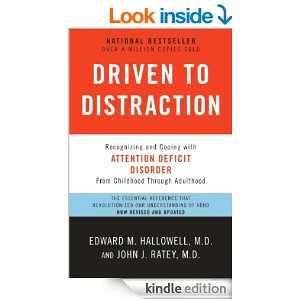 Look inside
NATIONAL BESTSELLER
OVER A MILLION COPIES SOLD
DRIVEN TO
DISTRACTION
Recognizing and Coping with
ATTENTION DEFICIT
DISORDER
From Childhood Through Adulthood
THE ESSENTIAL REFERENCE THAT
REVOLUTIONIZED OUR UNDERSTANDING OF ADHD
NOW REVISED AND UPDATED
EDWARD M. HALLOWELL, M.D.
AND JOHN J. RATEY, M.D.
kindle edition